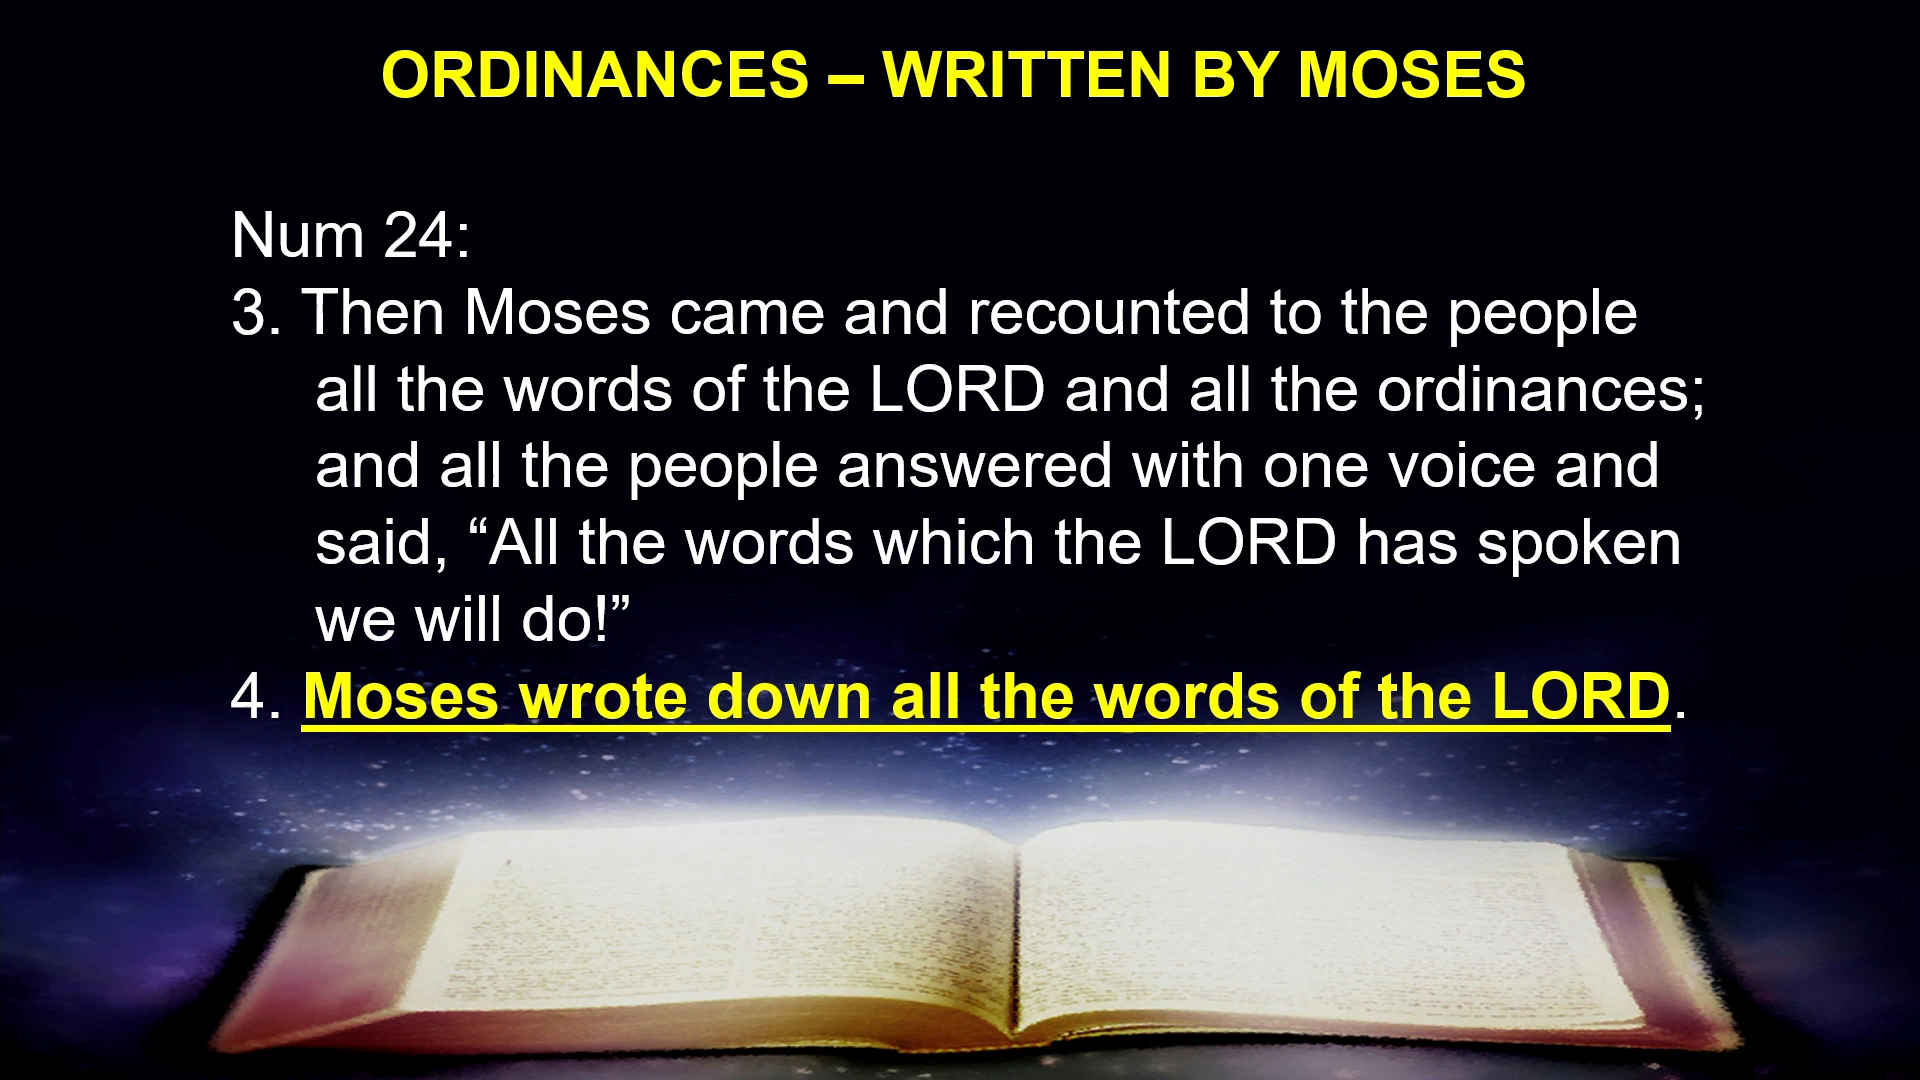 ORDINANCES – WRITTEN BY MOSES
Num 24:
3. Then Moses came and recounted to the people
all the words of the LORD and all the ordinances;
and all the people answered with one voice and
said, “All the words which the LORD has spoken
we will do!”
4. Moses wrote down all the words of the LORD.